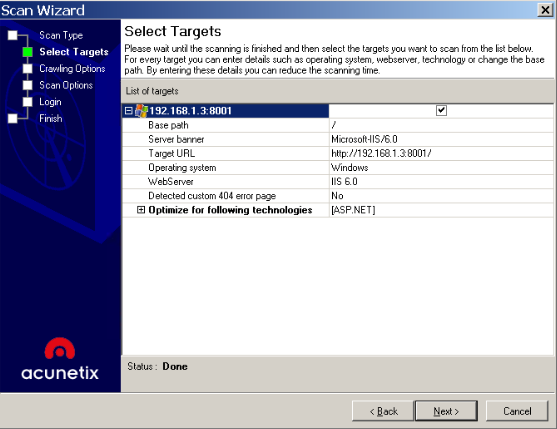 Scan Wizard
Scan Type
Select Targets
Crawling Options
Scan Options
Login
Finish
acunetix
Select Targets
Please wait until the scanning is finished and then select the targets you want to scan from the list below.
For every target you can enter details such as operating system, webserver, technology or change the base
path. By entering these details you can reduce the scanning time.
List of targets
192.168.1.3:8001
Base path /
Server banner Microsoft-IIS/6.0
Target URL http://192.168.1.3:8001/
Operating system Windows
WebServer IIS 6.0
Detected custom 404 error page No
Optimize for following technologies [ASP.NET]
Status : Done
< Back Next > Cancel